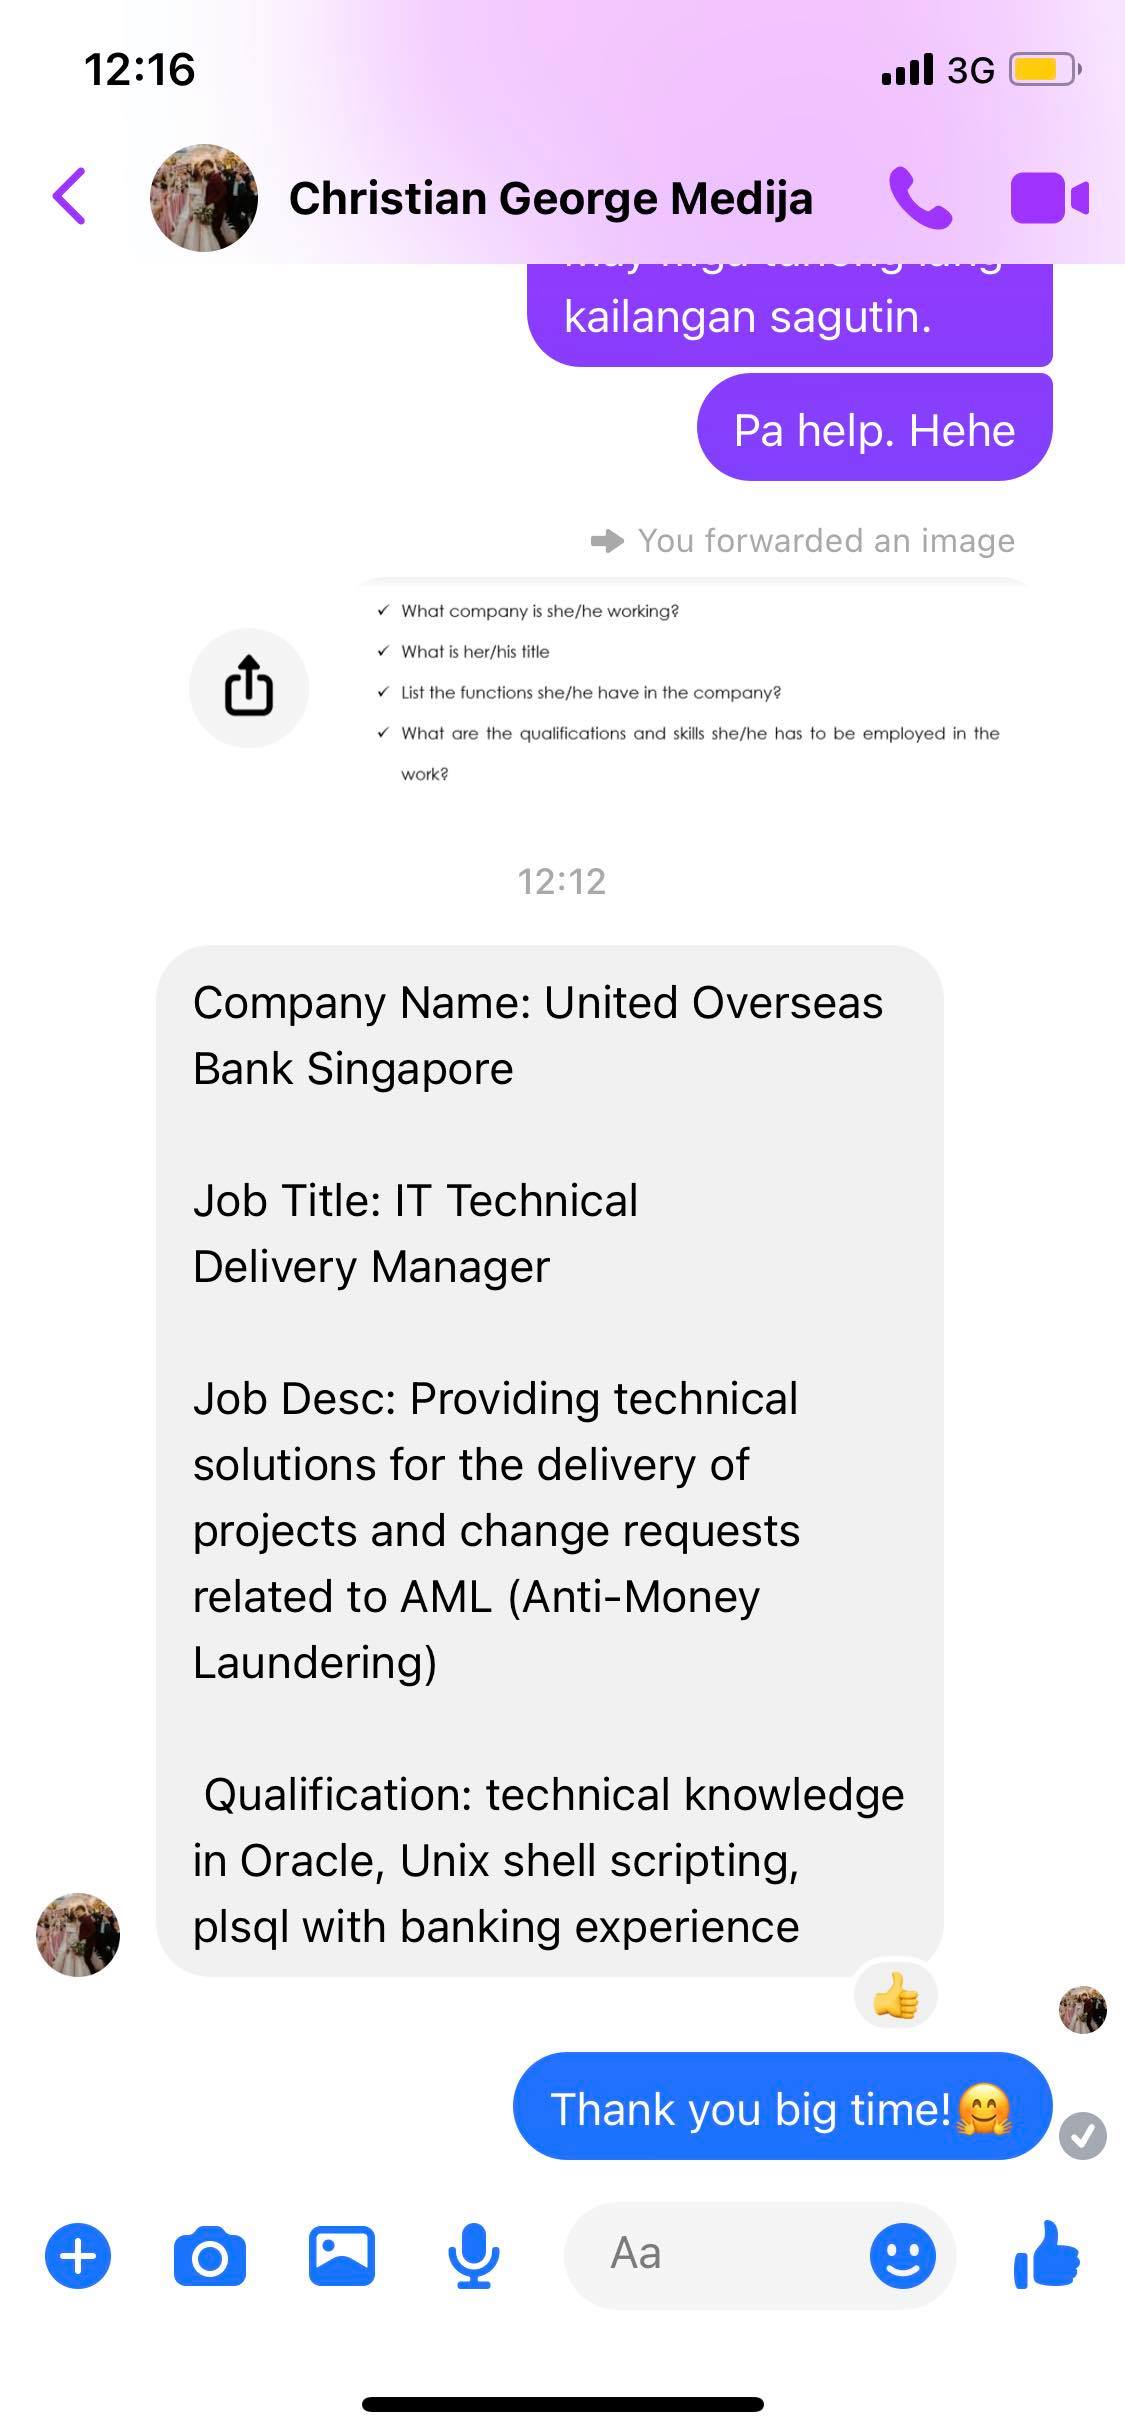 12:16
3G
Christian George Medija
May mga tanong lang
kailangan sagutin.
Pa help. Hehe
You forwarded an image
✓ What company is she/he working?
✓ What is her/his title
✓ List the functions she/he have in the company?
✓ What are the qualifications and skills she/he has to be employed in the
work?
12:12
Company Name: United Overseas
Bank Singapore
Job Title: IT Technical
Delivery Manager
Job Desc: Providing technical
solutions for the delivery of
projects and change requests
related to AML (Anti-Money
Laundering)
Qualification: technical knowledge
in Oracle, Unix shell scripting,
plsql with banking experience
👍
Thank you big time!🤗
Aa